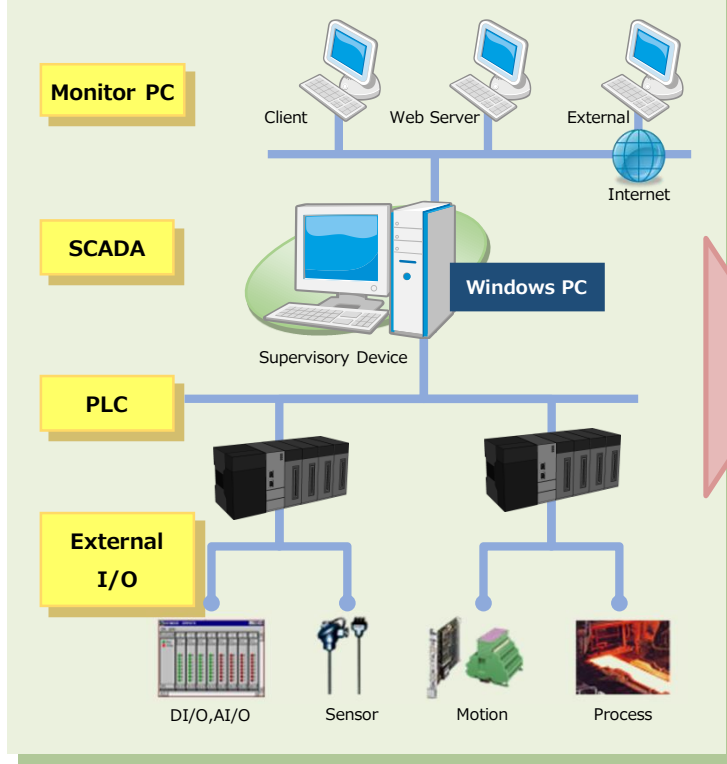 Monitor PC
Client
Web Server
External
Internet
SCADA
Windows PC
Supervisory Device
PLC
External
I/O
DI/O,AI/O
Sensor
Motion
Process